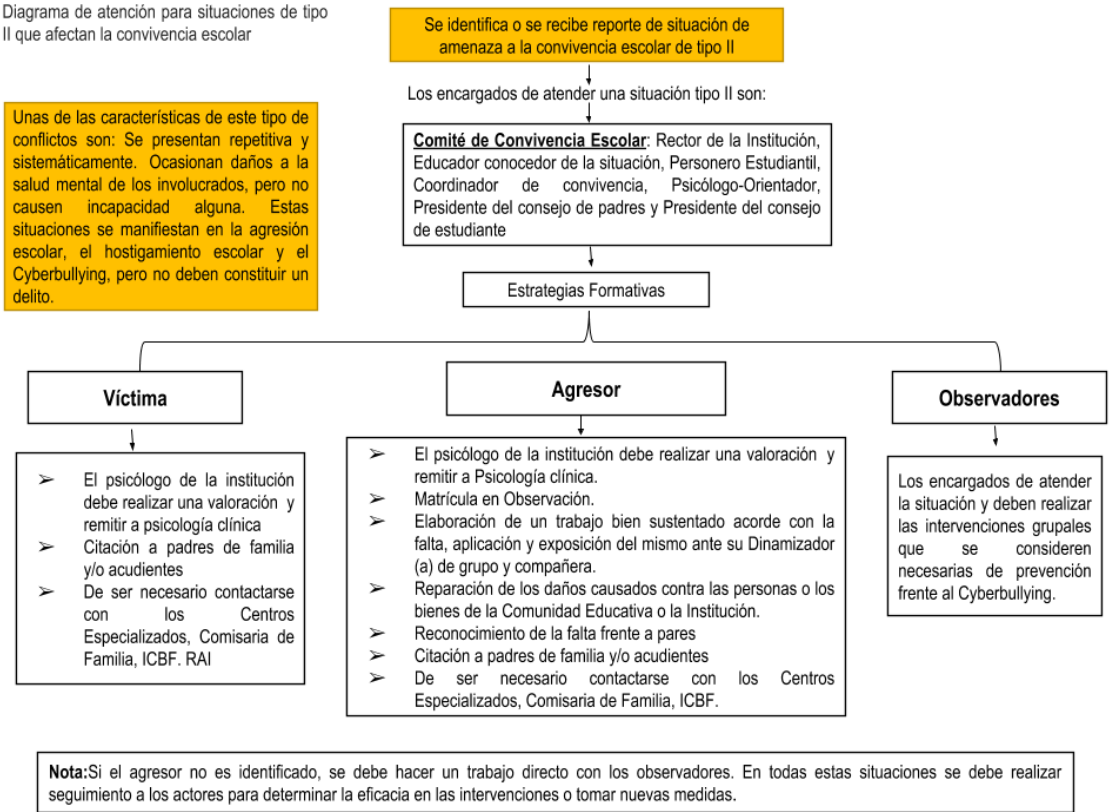 Diagrama de atención para situaciones de tipo
II que afectan la convivencia escolar
Se identifica o se recibe reporte de situación de
amenaza a la convivencia escolar de tipo II
Los encargados de atender una situación tipo II son:
Unas de las características de este tipo de
conflictos son: Se presentan repetitiva y
sistemáticamente. Ocasionan daños a la
salud mental de los involucrados, pero no
causen incapacidad alguna. Estas
situaciones se manifiestan en la agresión
escolar, el hostigamiento escolar y el
Cyberbullying, pero no deben constituir un
delito.
Comité de Convivencia Escolar: Rector de la Institución,
Educador conocedor de la situación, Personero Estudiantil,
Coordinador de convivencia, Psicólogo-Orientador,
Presidente del consejo de padres y Presidente del consejo
de estudiante
Estrategias Formativas
Víctima
➢ El psicólogo de la institución
debe realizar una valoración y
remitir a psicología clínica
➢ Citación a padres de familia
y/o acudientes
➢ De ser necesario contactarse
con los Centros
Especializados, Comisaria de
Familia, ICBF. RAI
Agresor
➢ El psicólogo de la institución debe realizar una valoración y
remitir a Psicología clínica.
➢ Matrícula en Observación.
➢ Elaboración de un trabajo bien sustentado acorde con la
falta, aplicación y exposición del mismo ante su Dinamizador
(a) de grupo y compañera.
➢ Reparación de los daños causados contra las personas o los
bienes de la Comunidad Educativa o la Institución.
➢ Reconocimiento de la falta frente a pares
➢ Citación a padres de familia y/o acudientes
➢ De ser necesario contactarse con los Centros
Especializados, Comisaria de Familia, ICBF.
Observadores
Los encargados de atender
la situación y deben realizar
las intervenciones grupales
que se consideren
necesarias de prevención
frente al Cyberbullying.
Nota:Si el agresor no es identificado, se debe hacer un trabajo directo con los observadores. En todas estas situaciones se debe realizar
seguimiento a los actores para determinar la eficacia en las intervenciones o tomar nuevas medidas.